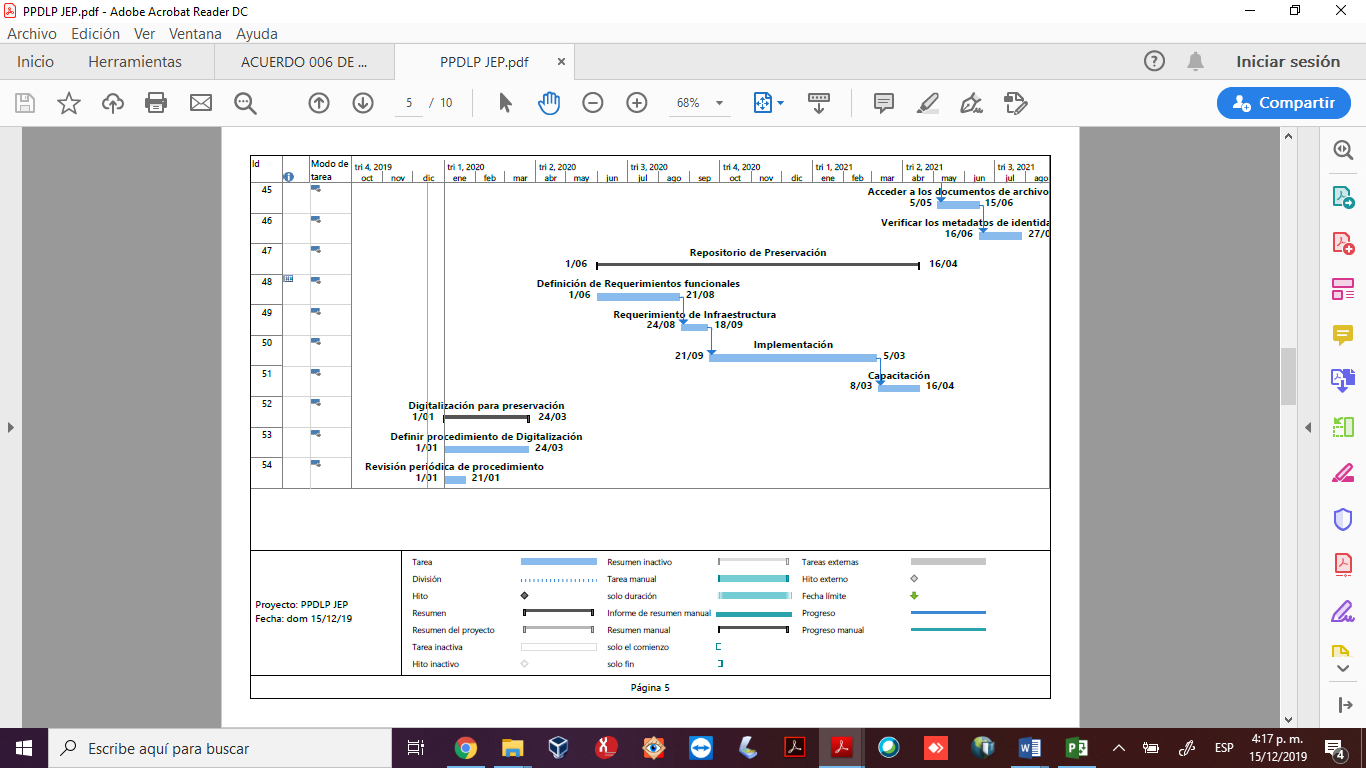 PPDLP JEP.pdf - Adobe Acrobat Reader DC
Archivo Edición Ver Ventana Ayuda
Inicio Herramientas ACUERDO 006 DE ... PPDLP JEP.pdf × Iniciar sesión
5 / 10 68% Compartir
Id Modo de tarea
tri 4, 2019 tri 1, 2020 tri 2, 2020 tri 3, 2020 tri 4, 2020 tri 1, 2021 tri 2, 2021 tri 3, 2021
oct nov dic ene feb mar abr may jun jul ago sep oct nov dic ene feb mar abr may jun jul ago
45 Acceder a los documentos de archivo
5/05 15/06
46 Verificar los metadatos de identida
16/06 27/0
47 Repositorio de Preservación
1/06 16/04
48 Definición de Requerimientos funcionales
1/06 21/08
49 Requerimiento de Infraestructura
24/08 18/09
50 Implementación
21/09 5/03
51 Capacitación
8/03 16/04
52 Digitalización para preservación
1/01 24/03
53 Definir procedimiento de Digitalización
1/01 24/03
54 Revisión periódica de procedimiento
1/01 21/01
Proyecto: PPDLP JEP
Fecha: dom 15/12/19
Tarea Resumen inactivo Tareas externas
División Tarea manual Hito externo
Hito solo duración Fecha límite
Resumen Informe de resumen manual Progreso
Resumen del proyecto Resumen manual Progreso manual
Tarea inactiva solo el comienzo
Hito inactivo solo fin
Página 5
Escribe aquí para buscar
ESP 4:17 p. m.
15/12/2019
4